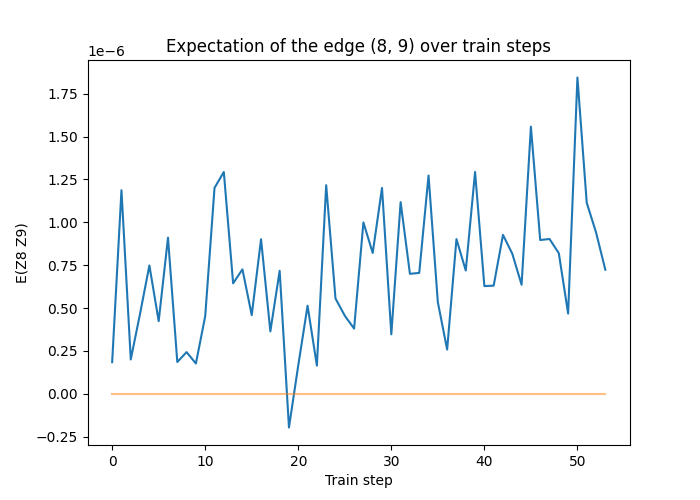 Expectation of the edge (8, 9) over train steps
1e−6
1.75
1.50
1.25
1.00
0.75
0.50
0.25
0.00
−0.25
E(Z8 Z9)
0 10 20 30 40 50
Train step